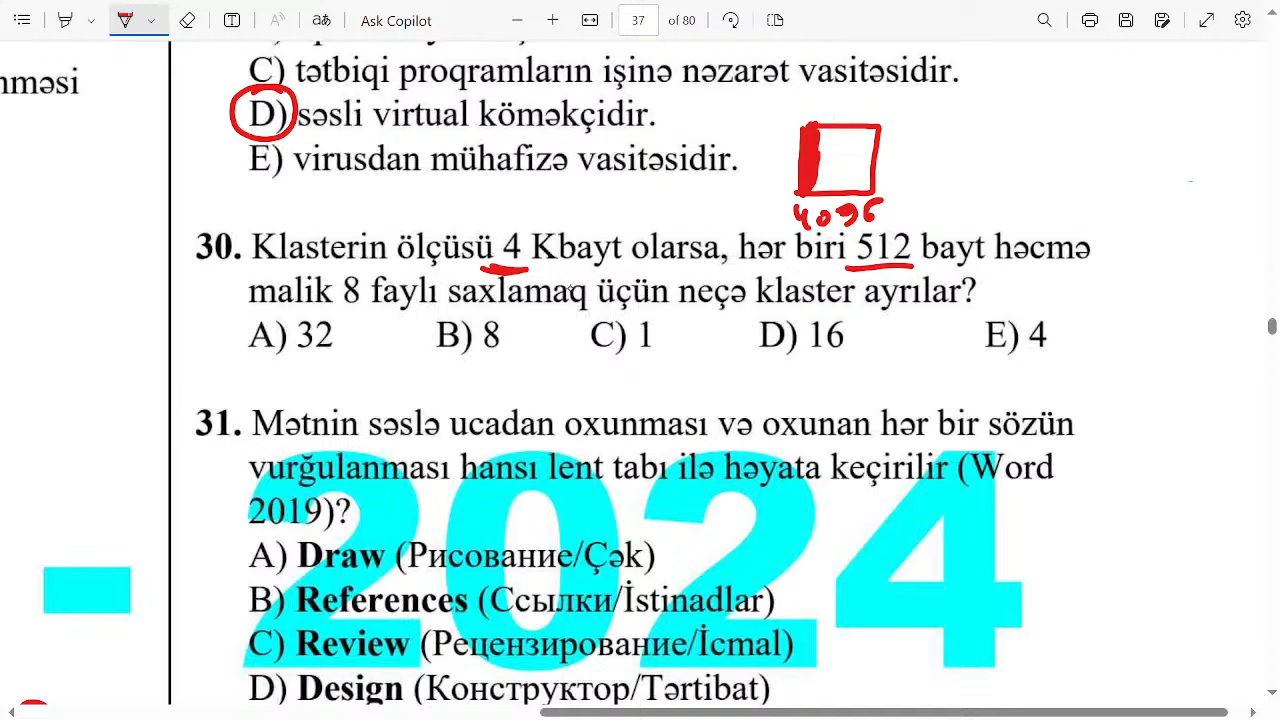 Ask Copilot
37 of 80
nməsi
C) tətbiqi proqramların işinə nəzarət vasitəsidir.
D) səsli virtual köməkçidir.
E) virusdan mühafizə vasitəsidir.
4096
30. Klasterin ölçüsü 4 Kbayt olarsa, hər biri 512 bayt həcmə
malik 8 faylı saxlamaq üçün neçə klaster ayrılar?
A) 32 B) 8 C) 1 D) 16 E) 4
31. Mətnin səslə ucadan oxunması və oxunan hər bir sözün
vurğulanması hansı lent tabı ilə həyata keçirilir (Word
2019)?
A) Draw (Рисование/Çək)
B) References (Ссылки/İstinadlar)
C) Review (Рецензирование/İcmal)
D) Design (Конструктор/Tərtibat)
- 2024